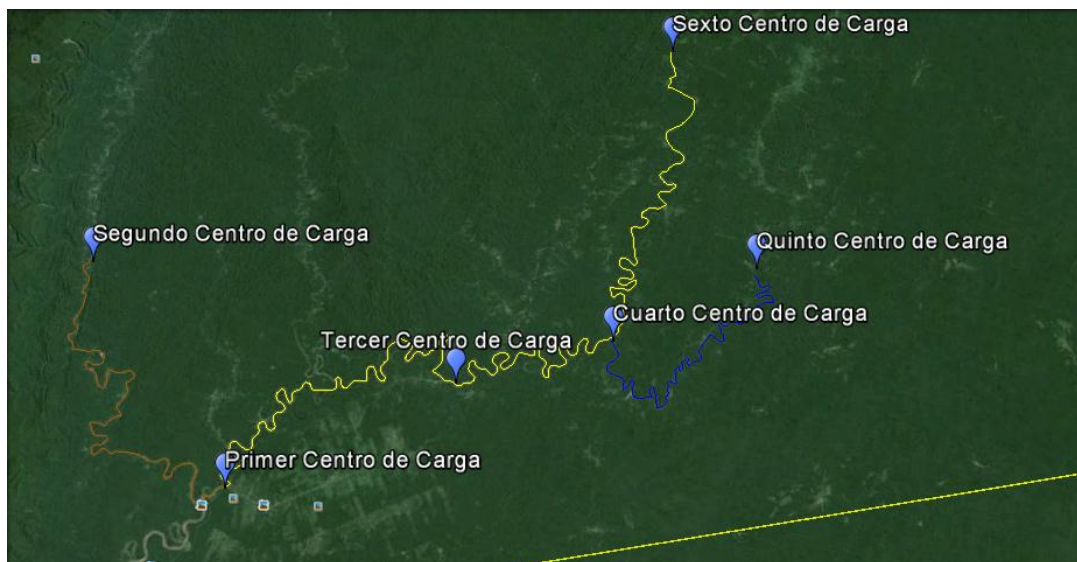 Sexto Centro de Carga
Segundo Centro de Carga
Quinto Centro de Carga
Cuarto Centro de Carga
Tercer Centro de Carga
Primer Centro de Carga